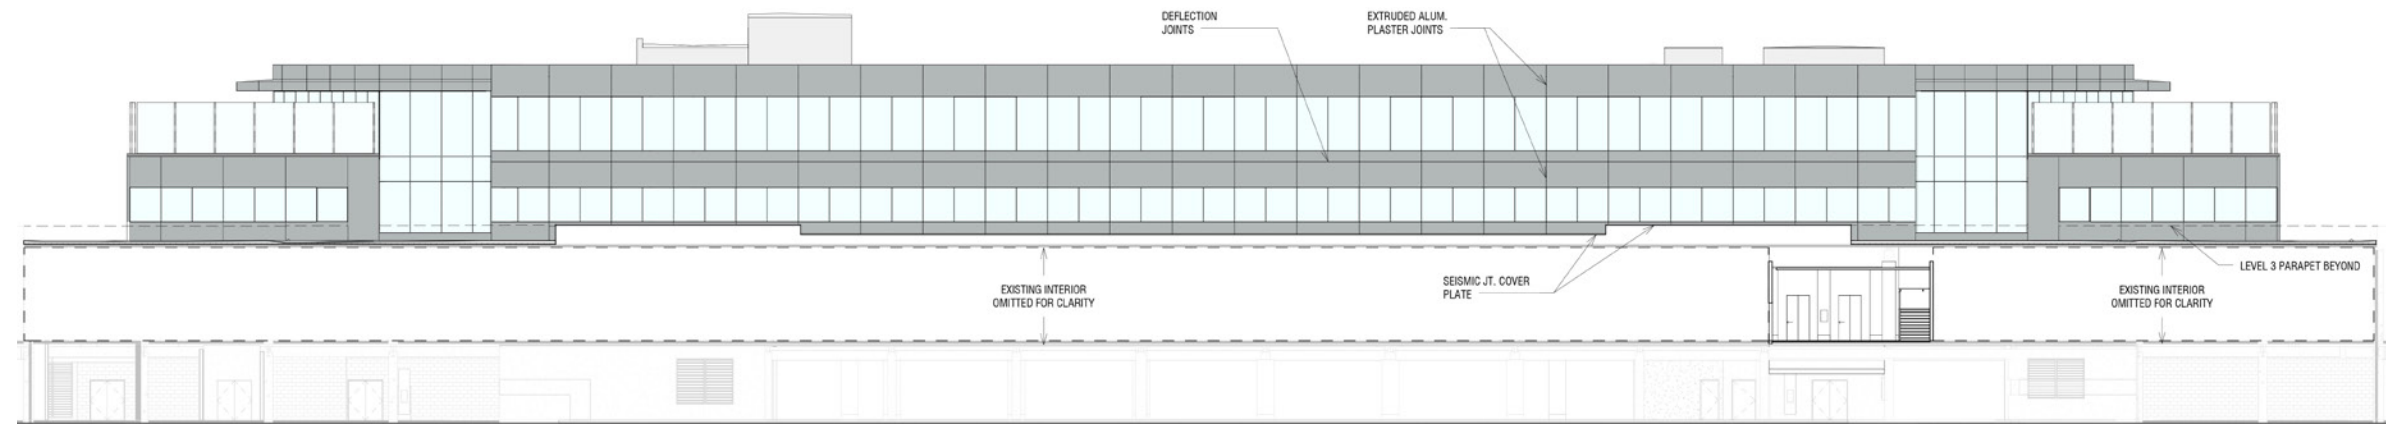 DEFLECTION
JOINTS
EXTRUDED ALUM.
PLASTER JOINTS
SEISMIC JT. COVER
PLATE
LEVEL 3 PARAPET BEYOND
EXISTING INTERIOR
OMITTED FOR CLARITY
EXISTING INTERIOR
OMITTED FOR CLARITY